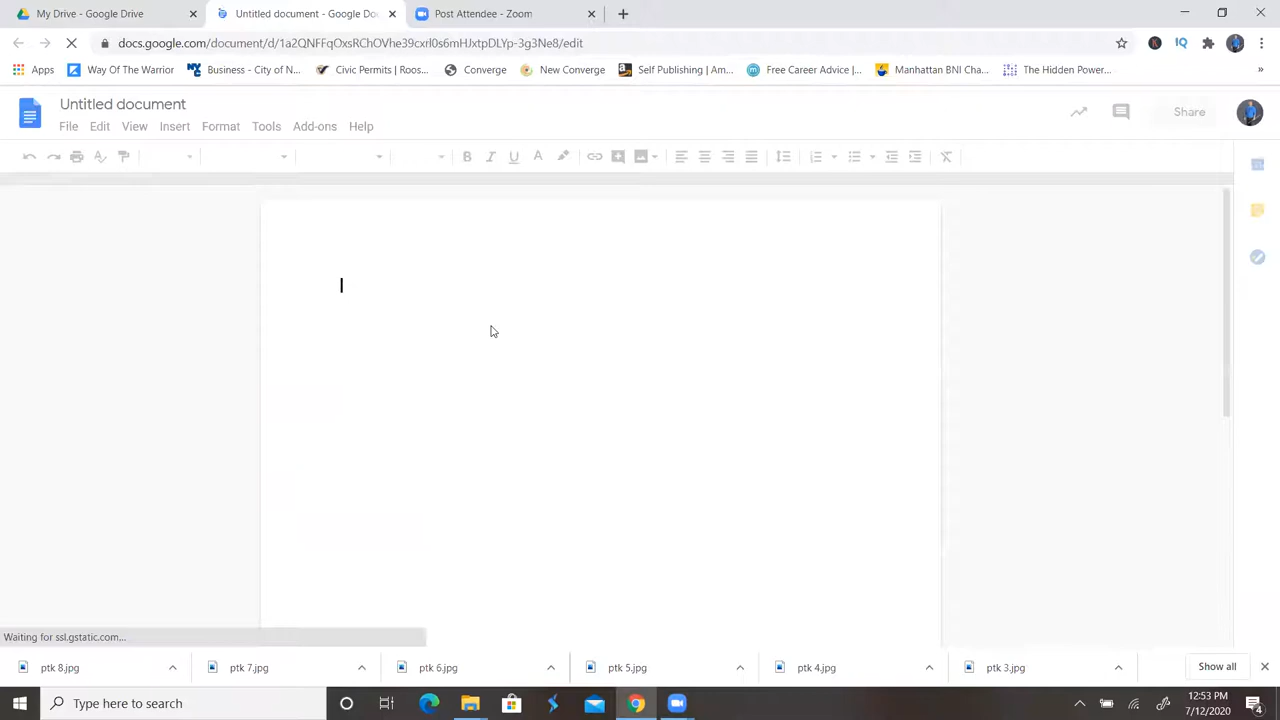 My Drive - Google Drive
Untitled document - Google Do
Post Attendee - Zoom
docs.google.com/document/d/1a2QNFFqOxsRChOVhe39cxrl0s6mHJxtpDLYp-3g3Ne8/edit
Apps
Way Of The Warrior
Business - City of N...
Civic Permits | Roos...
Converge
New Converge
Self Publishing | Am...
Free Career Advice |...
Manhattan BNI Cha...
The Hidden Power...
»
Untitled document
File Edit View Insert Format Tools Add-ons Help
Share
B I U A
Waiting for ssl.gstatic.com...
ptk 8.jpg
ptk 7.jpg
ptk 6.jpg
ptk 5.jpg
ptk 4.jpg
ptk 3.jpg
Show all
Type here to search
12:53 PM
7/12/2020
4